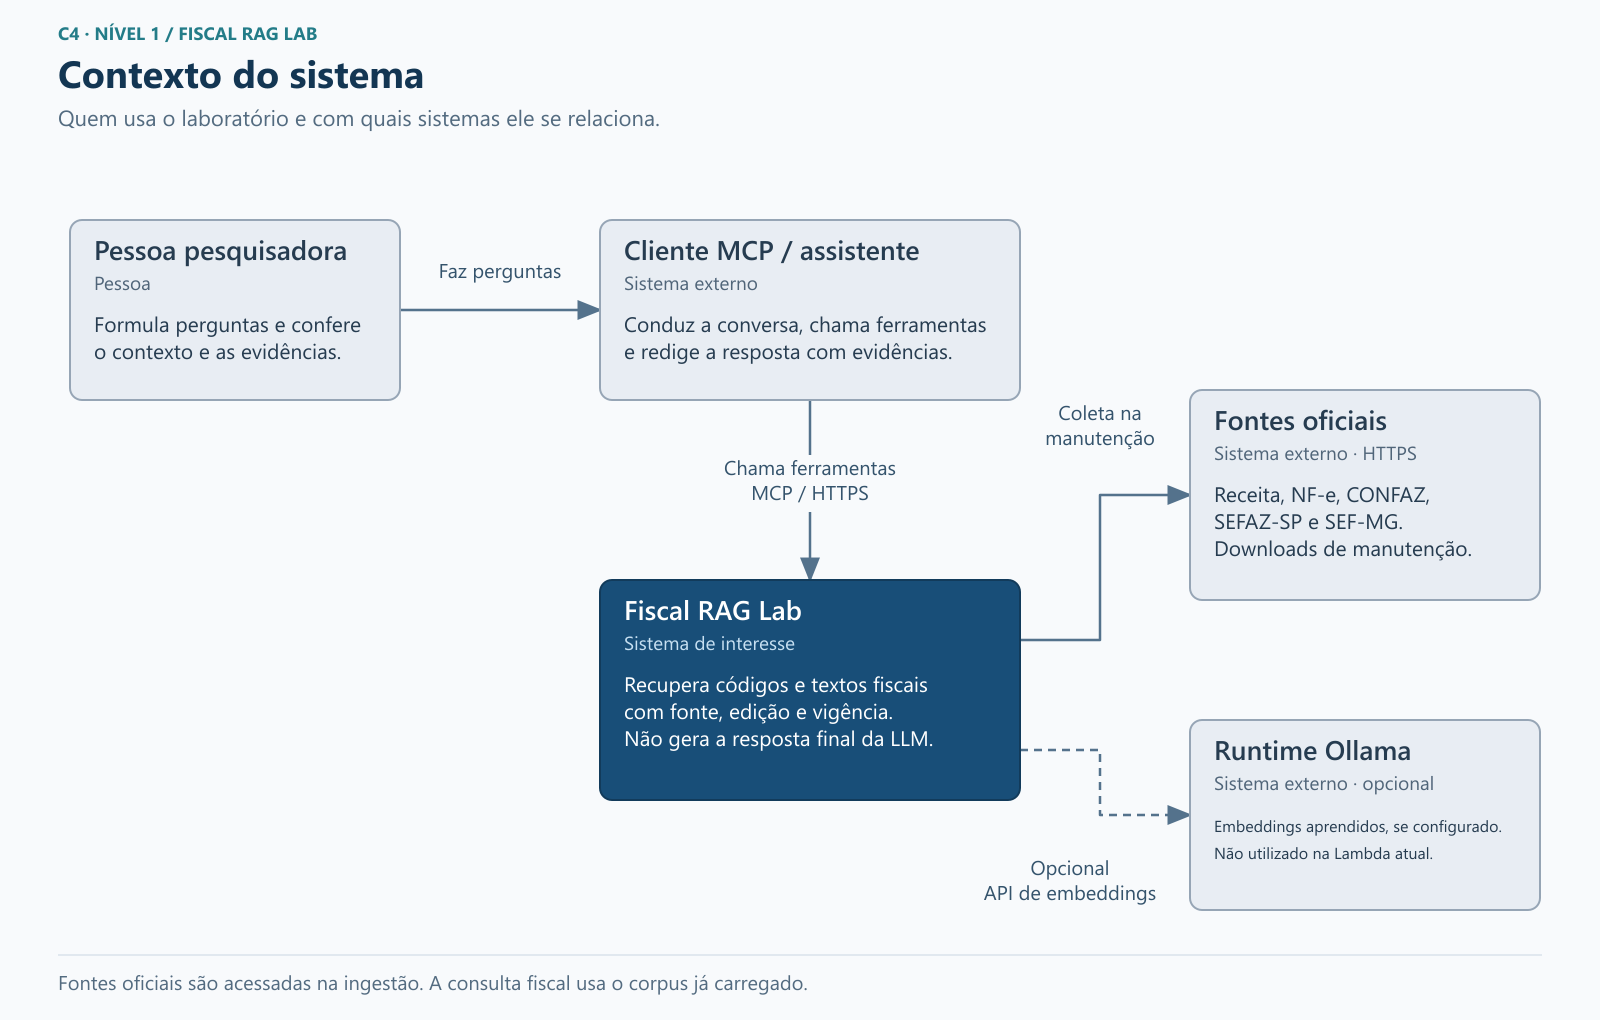 C4 · NÍVEL 1 / FISCAL RAG LAB
Contexto do sistema
Quem usa o laboratório e com quais sistemas ele se relaciona.
Pessoa pesquisadora
Pessoa
Formula perguntas e confere
o contexto e as evidências.
Faz perguntas
Cliente MCP / assistente
Sistema externo
Conduz a conversa, chama ferramentas
e redige a resposta com evidências.
Chama ferramentas
MCP / HTTPS
Coleta na
manutenção
Fontes oficiais
Sistema externo · HTTPS
Receita, NF-e, CONFAZ,
SEFAZ-SP e SEF-MG.
Downloads de manutenção.
Fiscal RAG Lab
Sistema de interesse
Recupera códigos e textos fiscais
com fonte, edição e vigência.
Não gera a resposta final da LLM.
Runtime Ollama
Sistema externo · opcional
Embeddings aprendidos, se configurado.
Não utilizado na Lambda atual.
Opcional
API de embeddings
Fontes oficiais são acessadas na ingestão. A consulta fiscal usa o corpus já carregado.